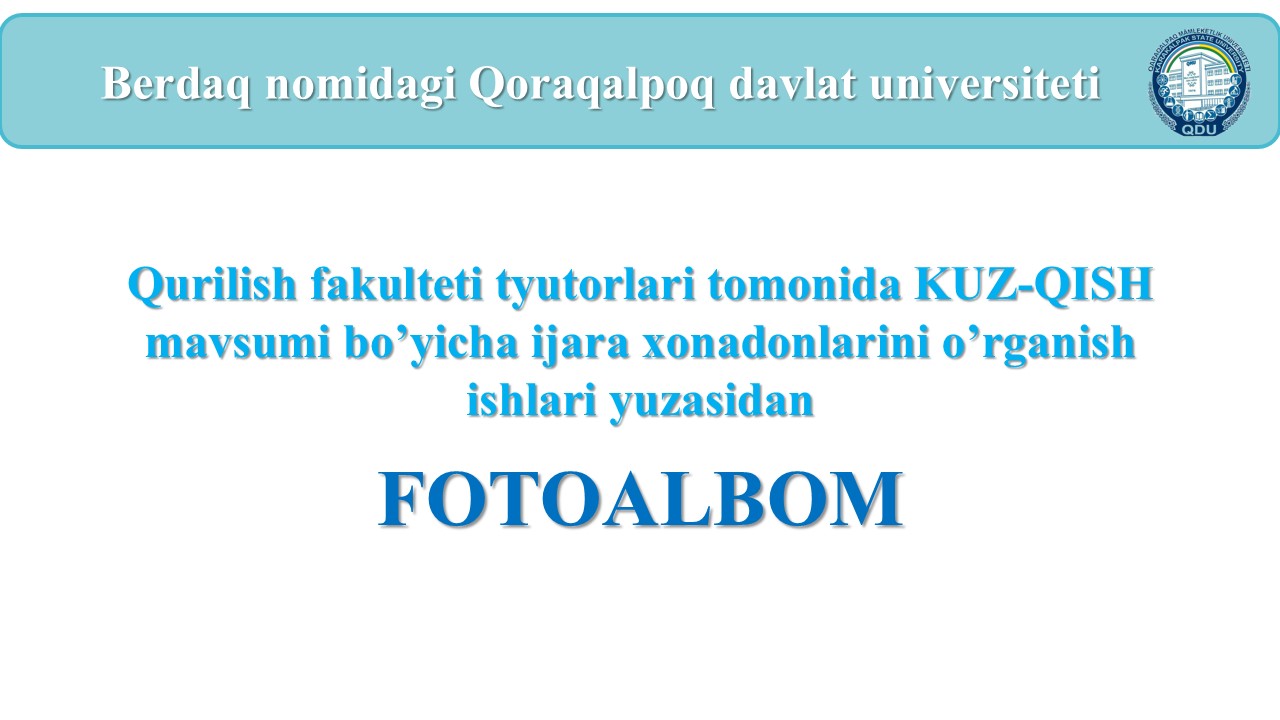 Berdaq nomidagi Qoraqalpoq davlat universiteti
QARAQALPAQ MÁMLEKETLIK UNIVERSITETI
KARAKALPAK STATE UNIVERSITY
QDU
Qurilish fakulteti tyutorlari tomonida KUZ-QISH
mavsumi bo’yicha ijara xonadonlarini o’rganish
ishlari yuzasidan
FOTOALBOM